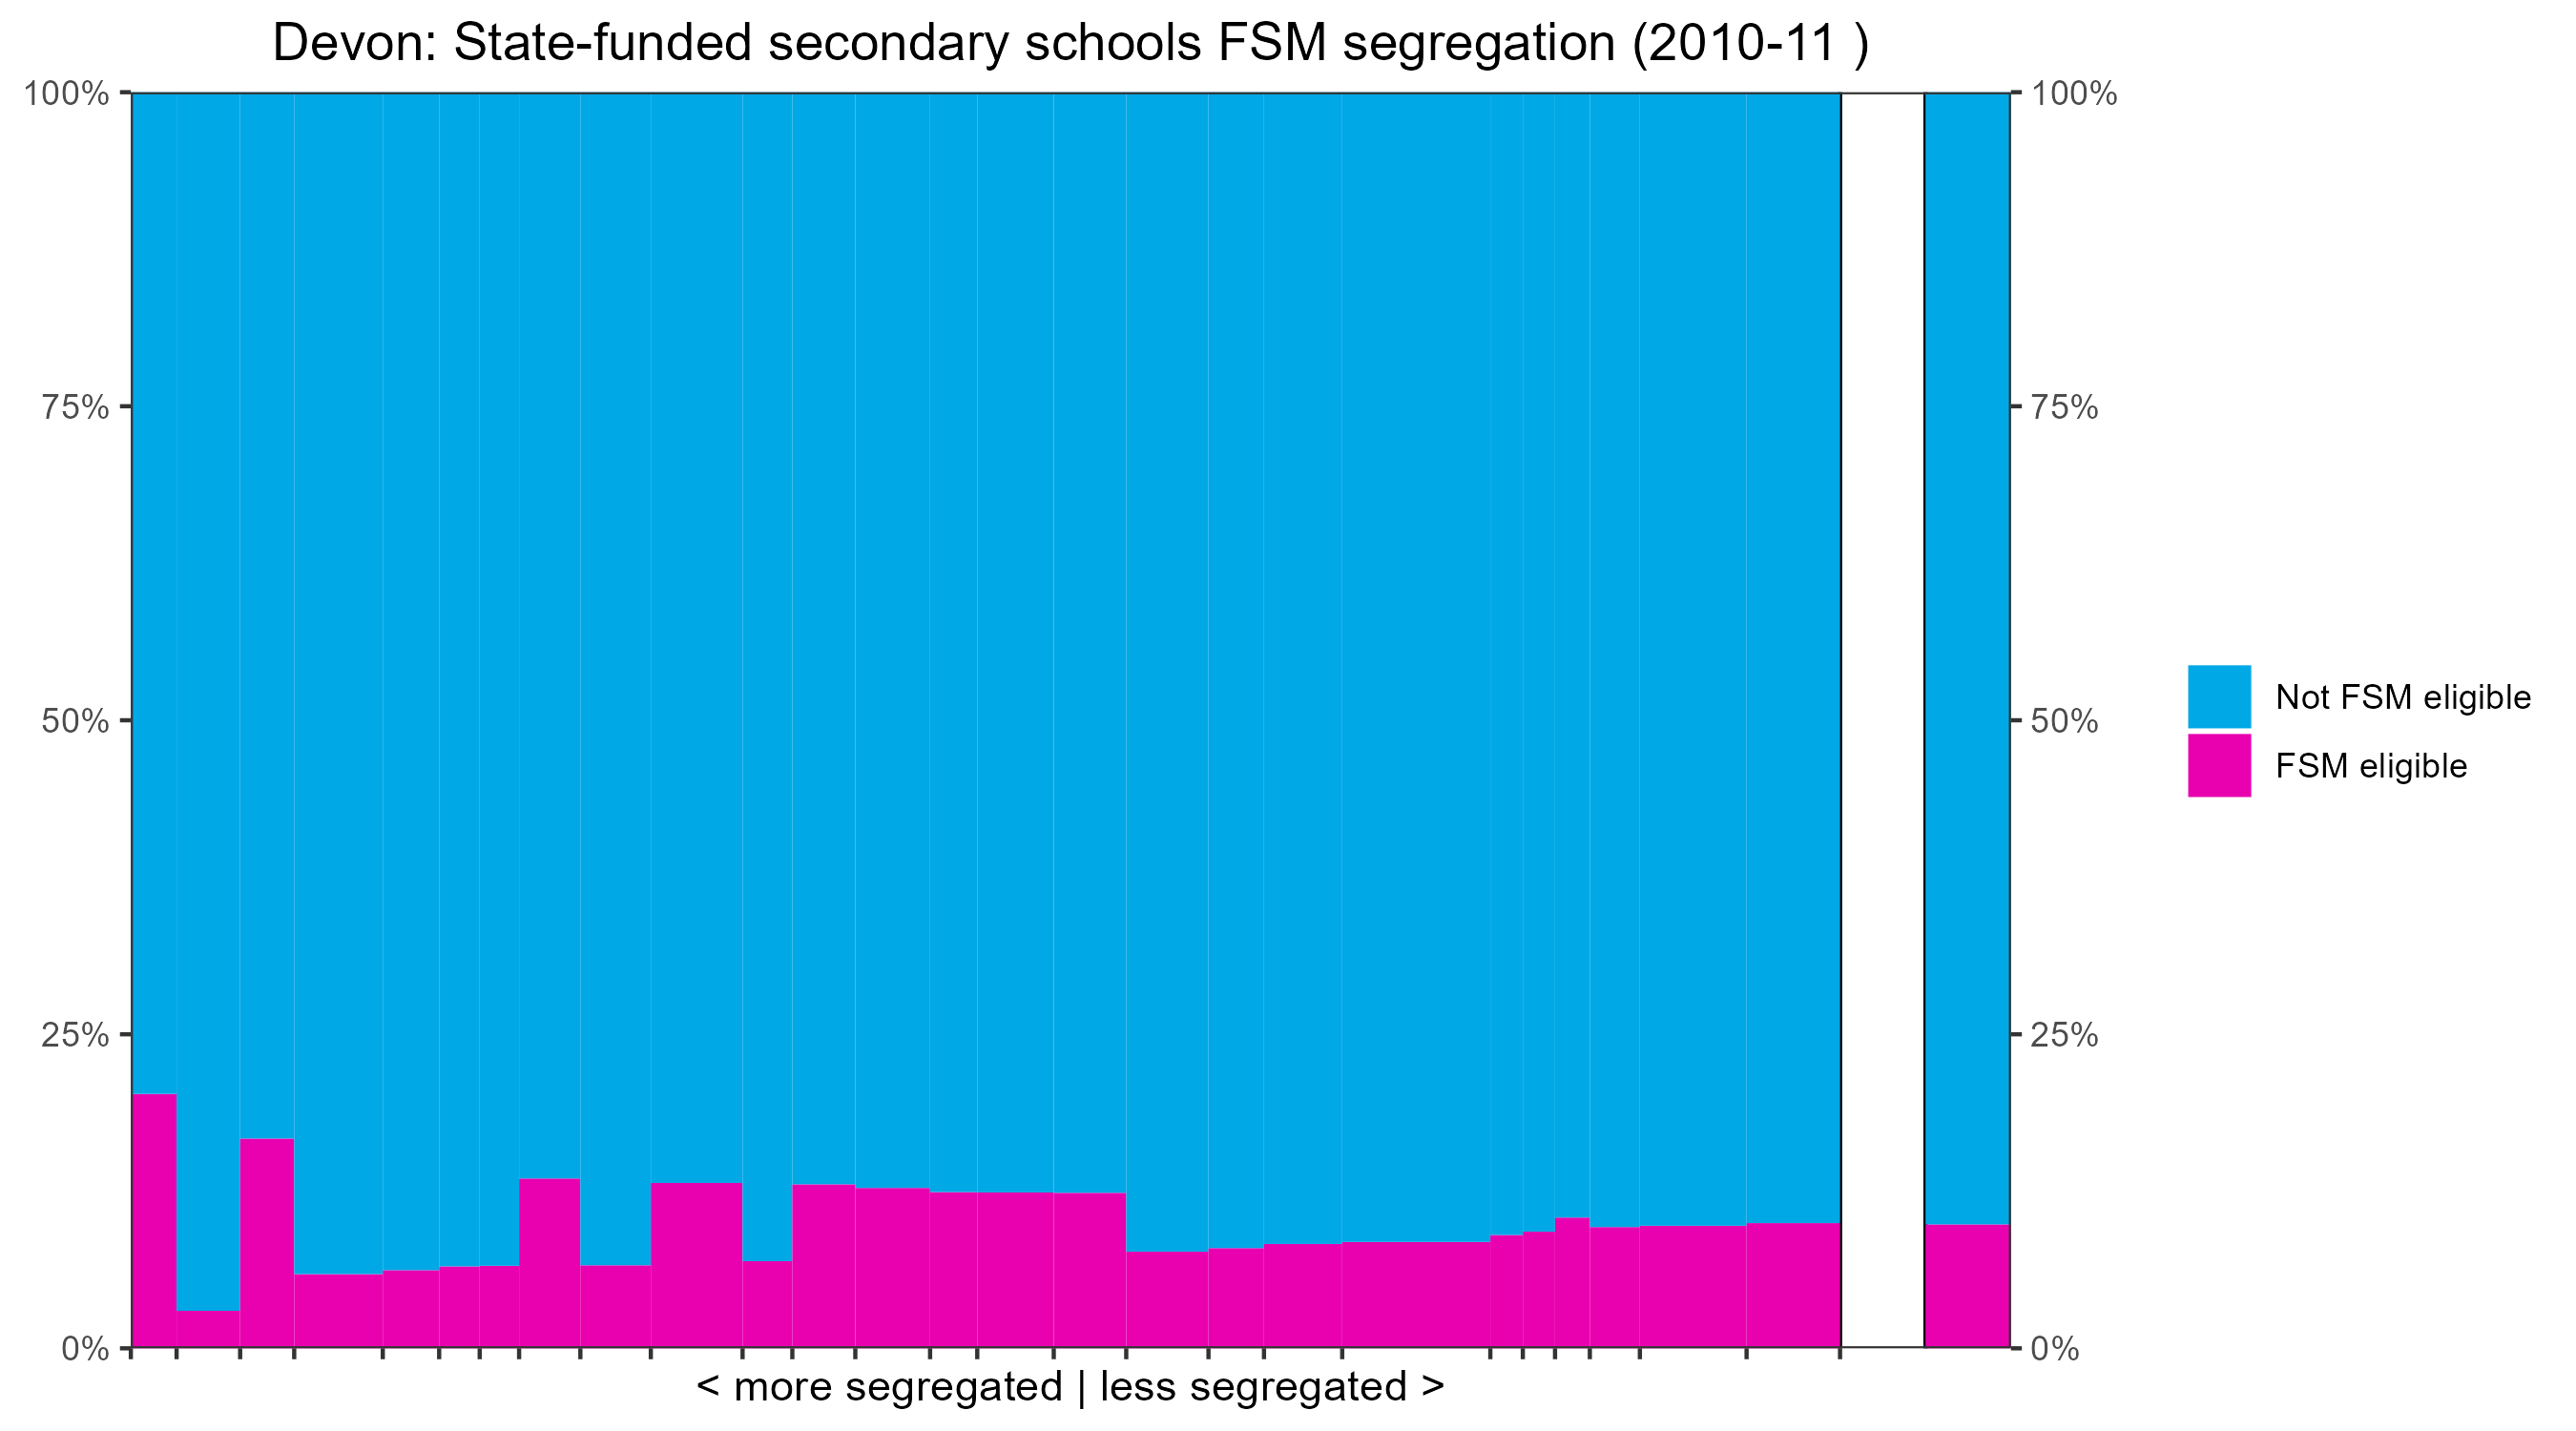 Devon: State-funded secondary schools FSM segregation (2010-11 )
100%
75%
50%
25%
0%
100%
75%
50%
25%
0%
< more segregated | less segregated >
Not FSM eligible
FSM eligible